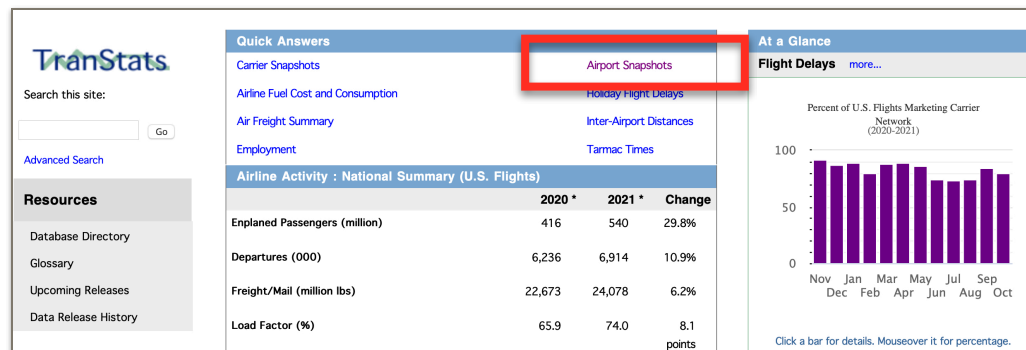 TranStats
Search this site:
Go
Advanced Search
Resources
Database Directory
Glossary
Upcoming Releases
Data Release History
Quick Answers
Carrier Snapshots Airport Snapshots
Airline Fuel Cost and Consumption Holiday Flight Delays
Air Freight Summary Inter-Airport Distances
Employment Tarmac Times
Airline Activity : National Summary (U.S. Flights)
2020 * 2021 * Change
Enplaned Passengers (million) 416 540 29.8%
Departures (000) 6,236 6,914 10.9%
Freight/Mail (million lbs) 22,673 24,078 6.2%
Load Factor (%) 65.9 74.0 8.1
points
At a Glance
Flight Delays more...
Percent of U.S. Flights Marketing Carrier
Network
(2020-2021)
100
50
0
Nov Jan Mar May Jul Sep
Dec Feb Apr Jun Aug Oct
Click a bar for details. Mouseover it for percentage.